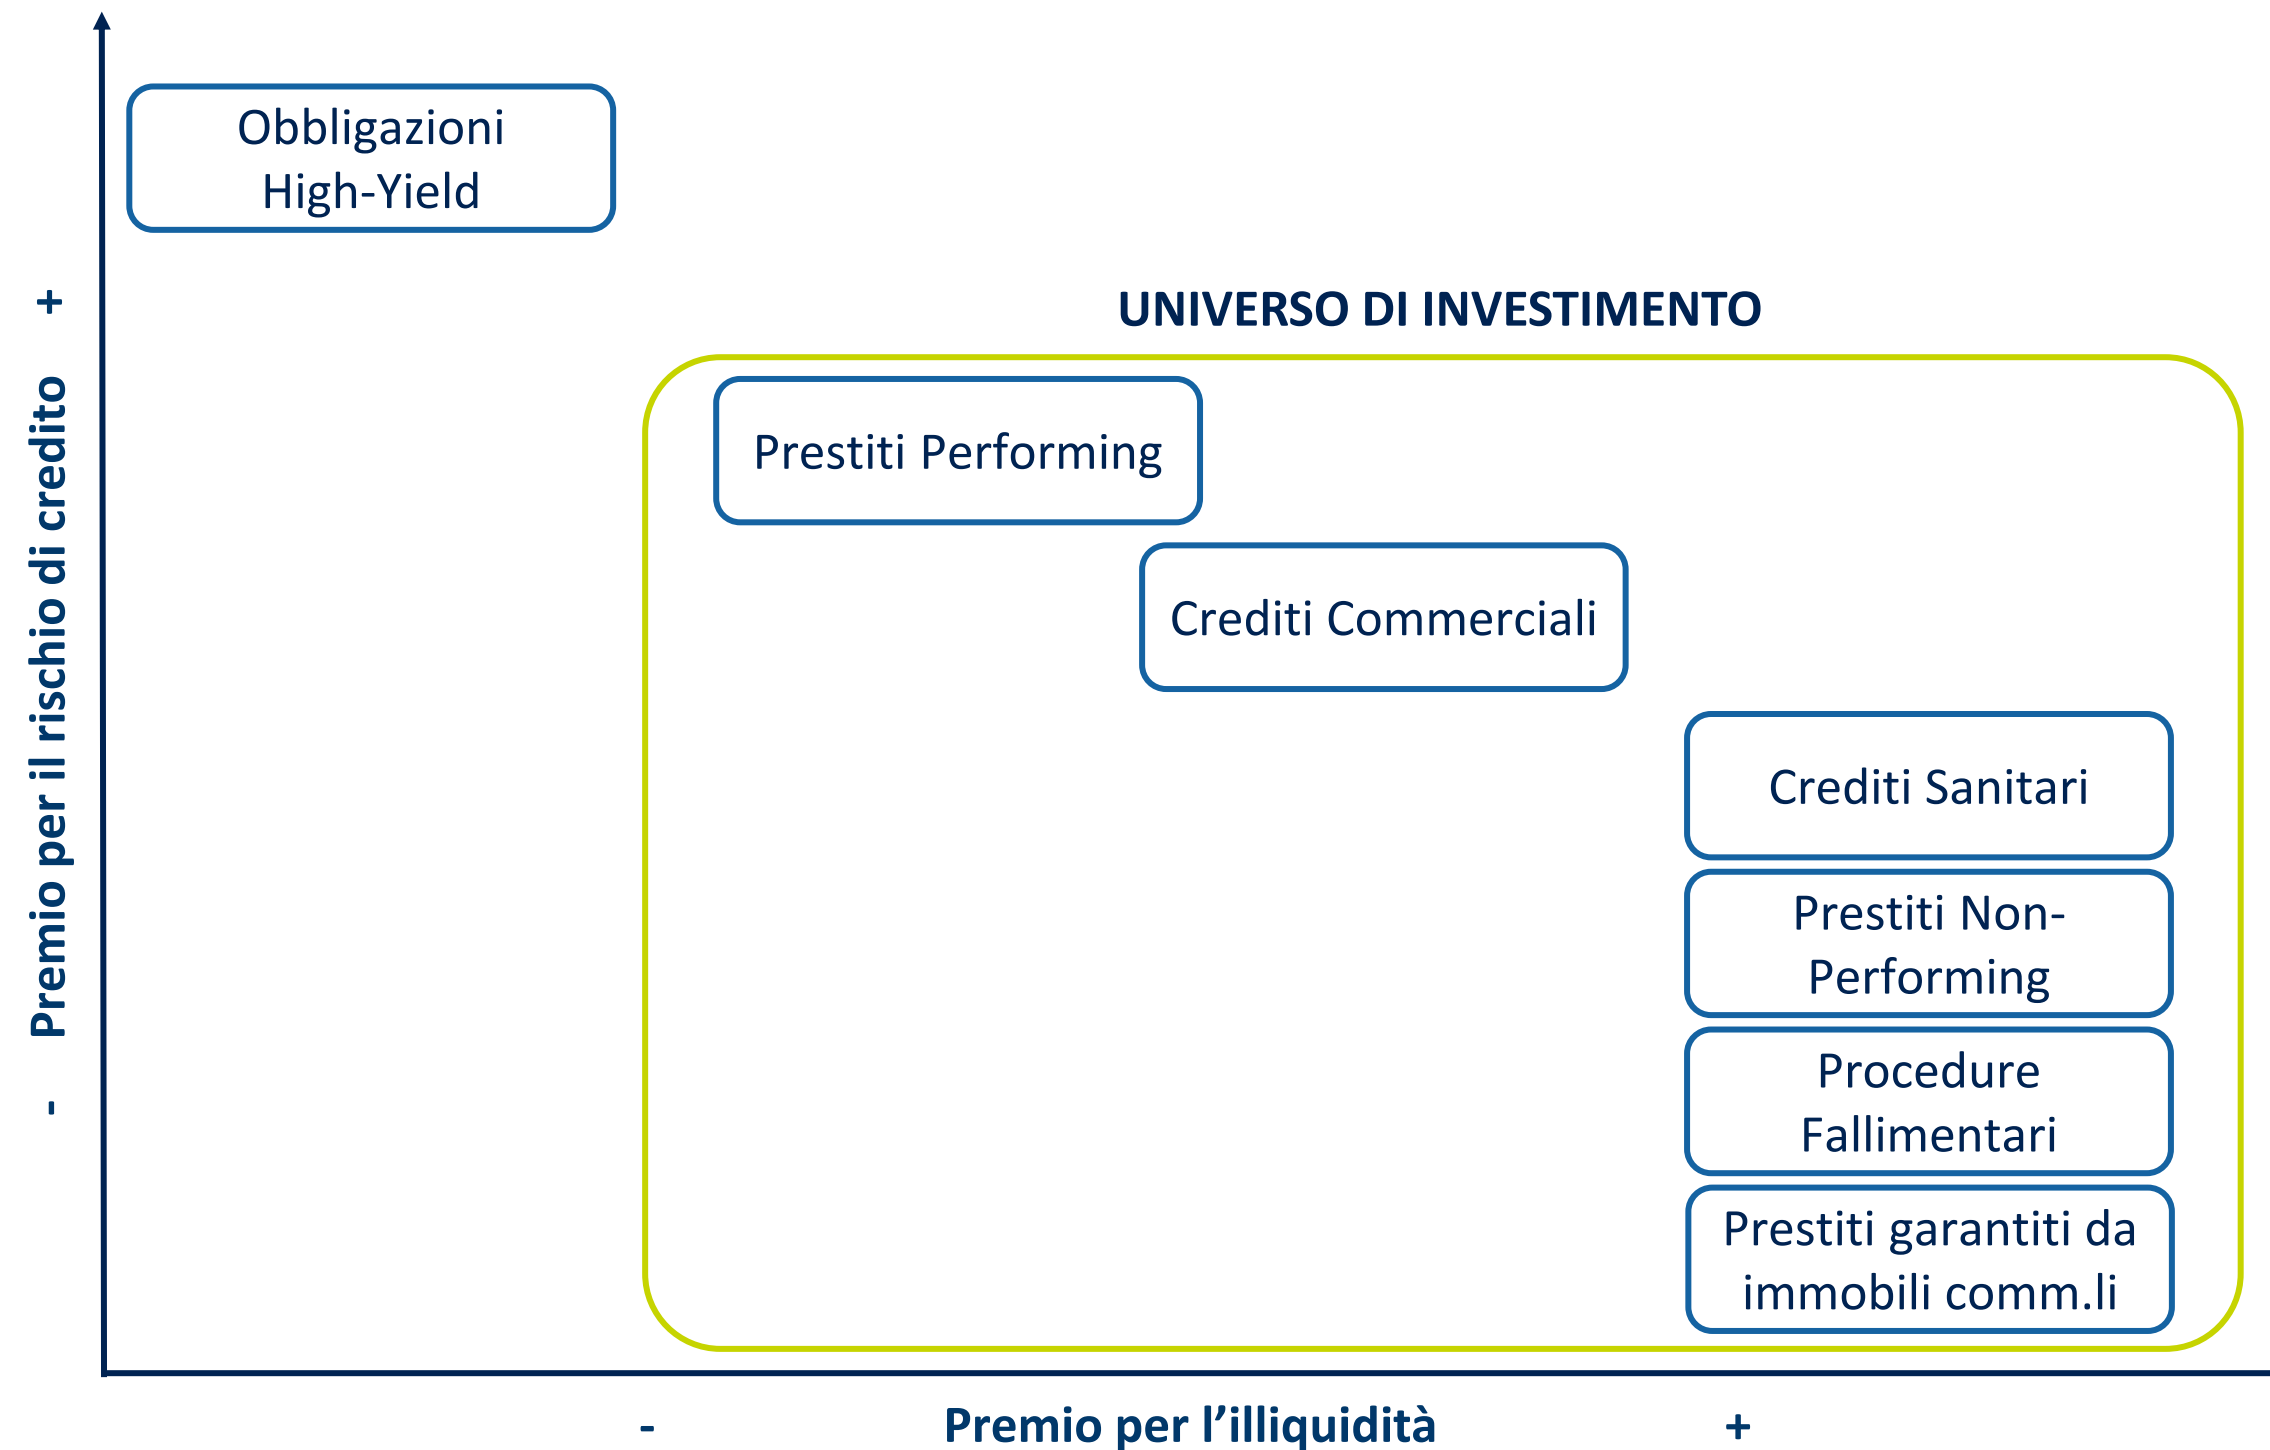 Obbligazioni
High-Yield
UNIVERSO DI INVESTIMENTO
Prestiti Performing
Crediti Commerciali
Crediti Sanitari
Prestiti Non-
Performing
Procedure
Fallimentari
Prestiti garantiti da
immobili comm.li
- Premio per il rischio di credito +
- Premio per l’illiquidità +